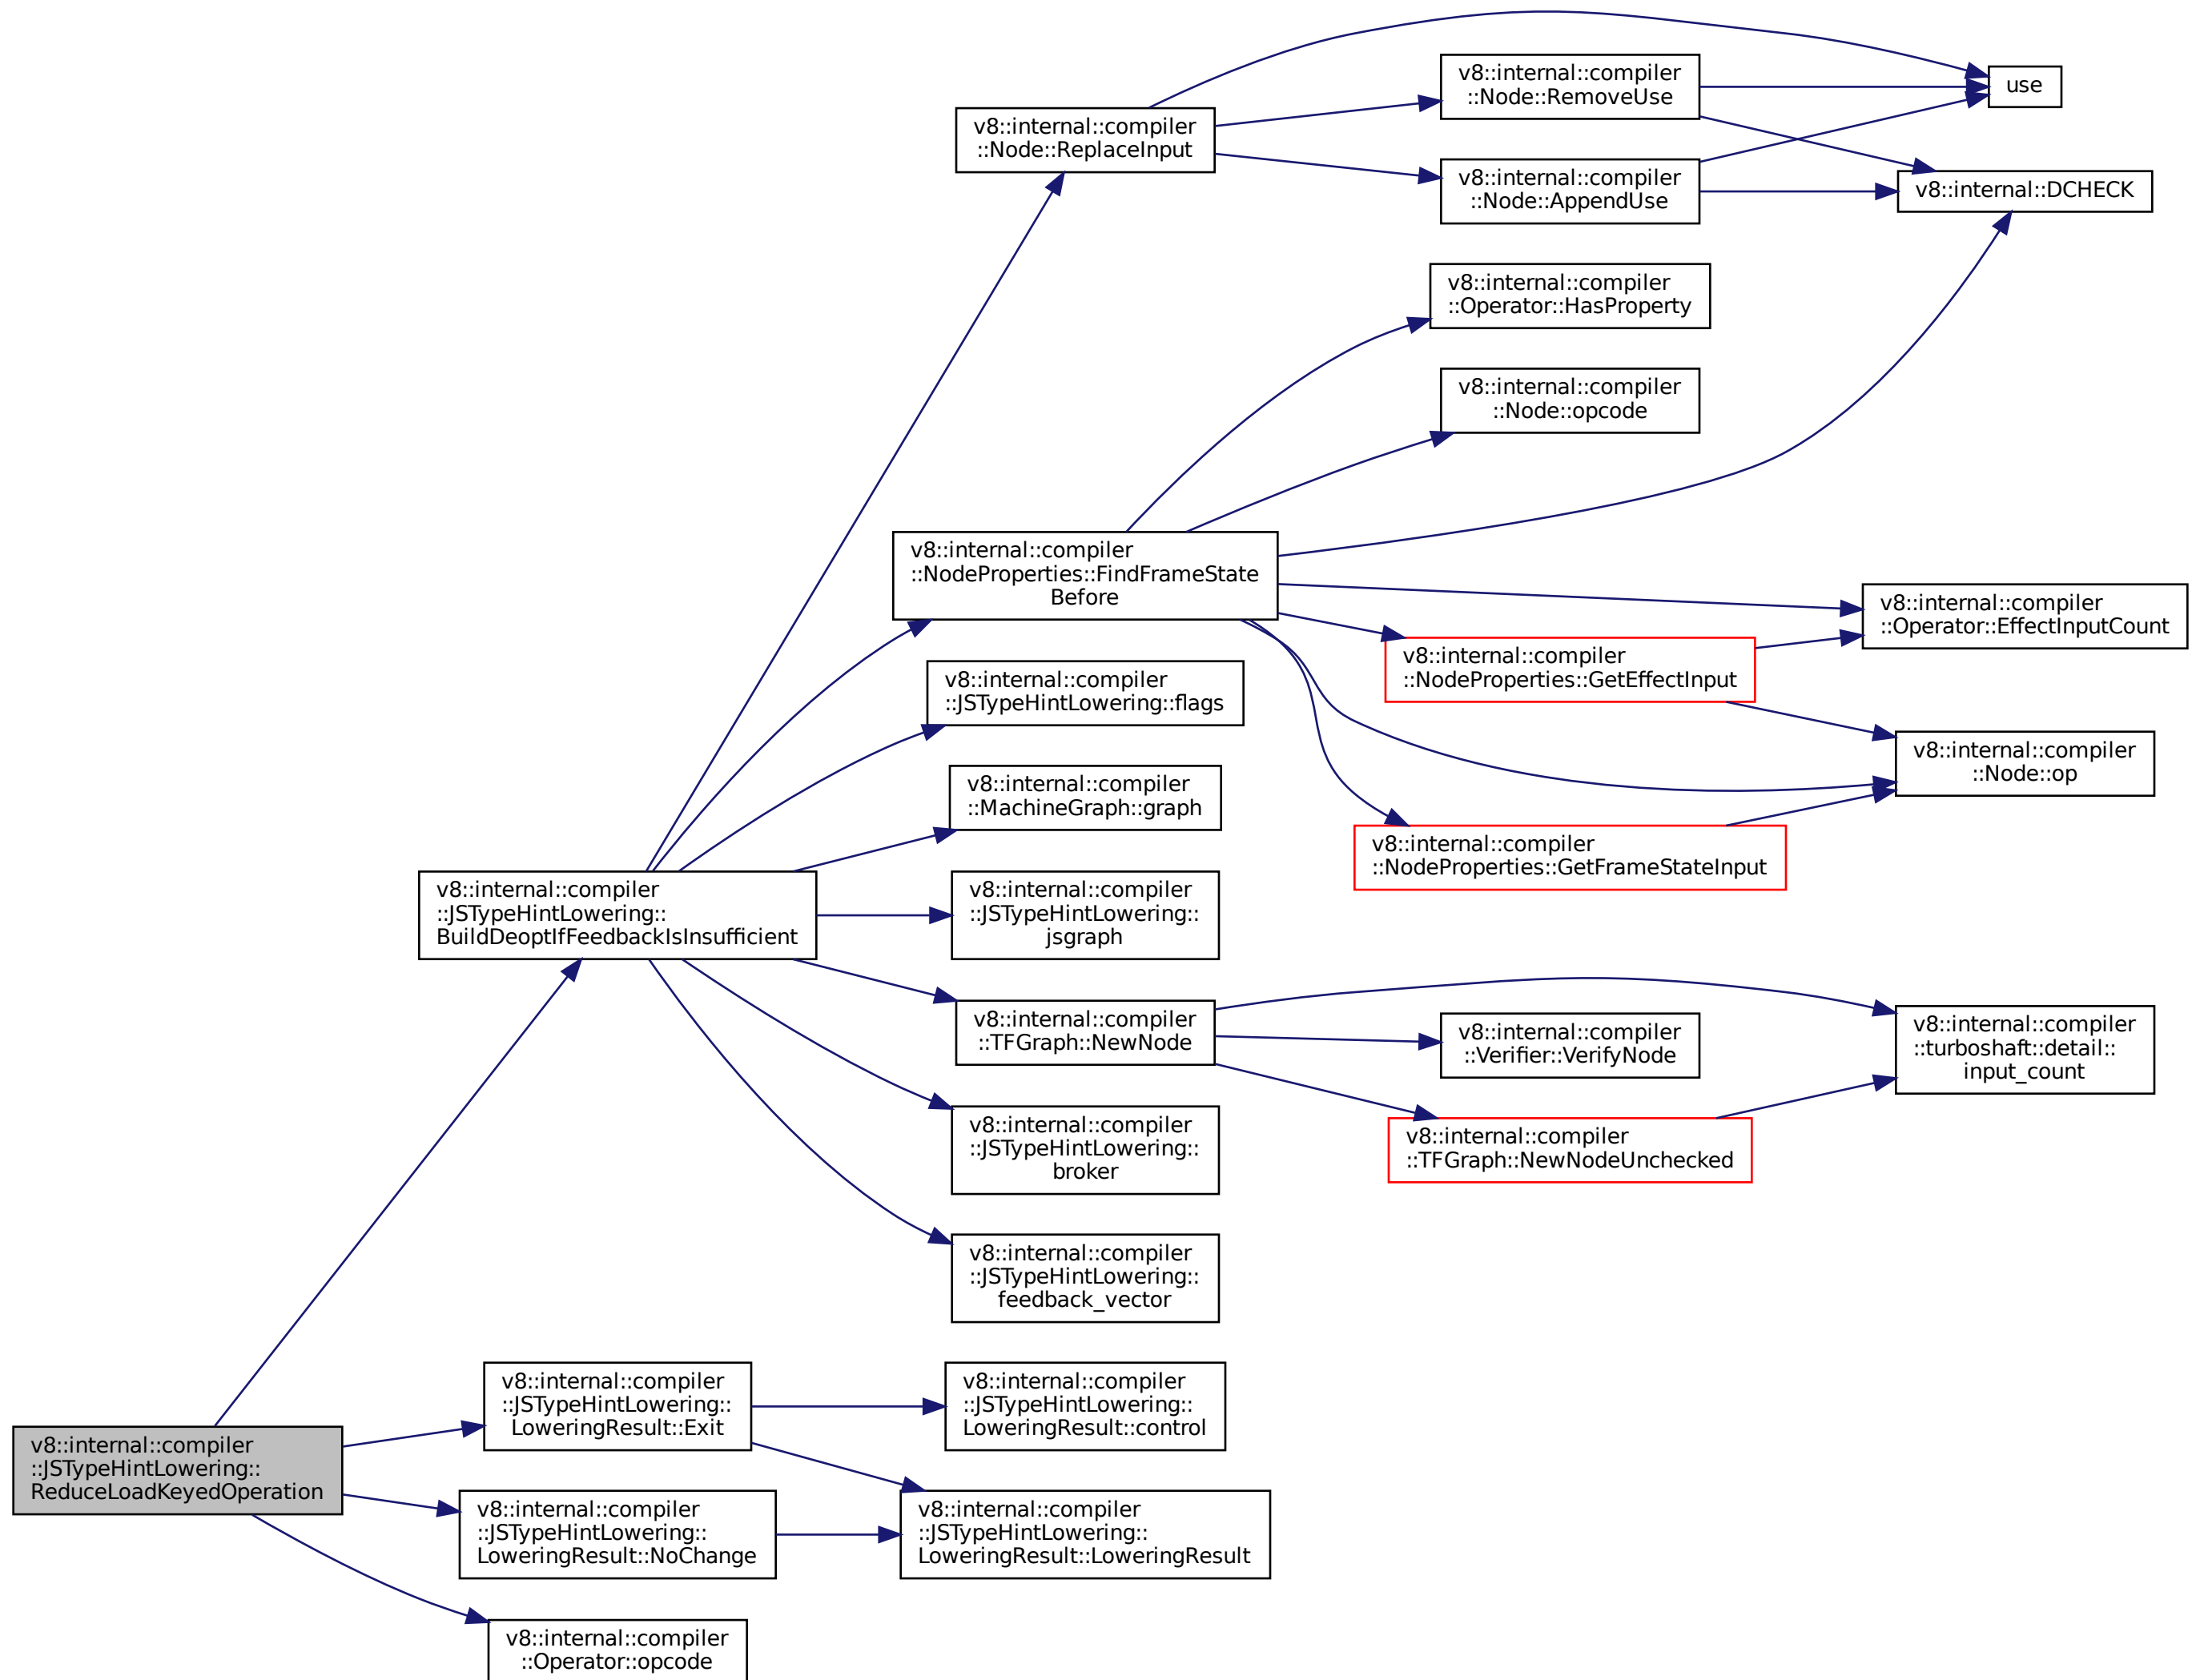 v8::internal::compiler
::Node::RemoveUse
use
v8::internal::compiler
::Node::ReplaceInput
v8::internal::compiler
::Node::AppendUse
v8::internal::DCHECK
v8::internal::compiler
::Operator::HasProperty
v8::internal::compiler
::Node::opcode
v8::internal::compiler
::NodeProperties::FindFrameState
Before
v8::internal::compiler
::Operator::EffectInputCount
v8::internal::compiler
::NodeProperties::GetEffectInput
v8::internal::compiler
::JSTypeHintLowering::flags
v8::internal::compiler
::Node::op
v8::internal::compiler
::MachineGraph::graph
v8::internal::compiler
::NodeProperties::GetFrameStateInput
v8::internal::compiler
::JSTypeHintLowering::
BuildDeoptIfFeedbackIsInsufficient
v8::internal::compiler
::JSTypeHintLowering::
jsgraph
v8::internal::compiler
::TFGraph::NewNode
v8::internal::compiler
::Verifier::VerifyNode
v8::internal::compiler
::turboshaft::detail::
input_count
v8::internal::compiler
::JSTypeHintLowering::
broker
v8::internal::compiler
::TFGraph::NewNodeUnchecked
v8::internal::compiler
::JSTypeHintLowering::
feedback_vector
v8::internal::compiler
::JSTypeHintLowering::
LoweringResult::Exit
v8::internal::compiler
::JSTypeHintLowering::
LoweringResult::control
v8::internal::compiler
::JSTypeHintLowering::
ReduceLoadKeyedOperation
v8::internal::compiler
::JSTypeHintLowering::
LoweringResult::NoChange
v8::internal::compiler
::JSTypeHintLowering::
LoweringResult::LoweringResult
v8::internal::compiler
::Operator::opcode